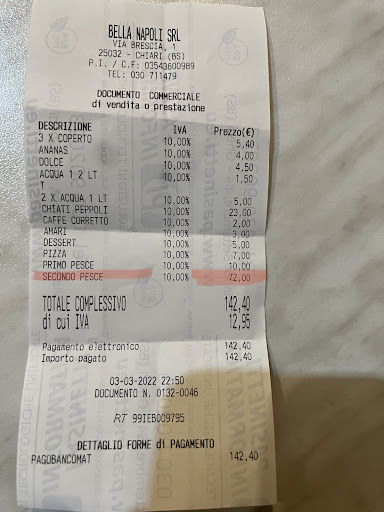 BELLA NAPOLI SRL
VIA BRESCIA, 1
25032 - CHIARI (BS)
P.I. / C.F: 03543600989
TEL: 030 711479
DOCUMENTO COMMERCIALE
di vendita o prestazione
DESCRIZIONE IVA Prezzo(€)
3 X COPERTO 10,00% 5,40
ANANAS 10,00% 4,00
DOLCE 10,00% 4,50
ACQUA 1 2 LT 10,00% 1,50
T
2 X ACQUA 1 LT 10,00% 5,00
CHIATI PEPPOLI 10,00% 23,00
CAFFE CORRETTO 10,00% 2,00
AMARI 10,00% 3,00
DESSERT 10,00% 5,00
PIZZA 10,00% 7,00
PRIMO PESCE 10,00% 10,00
SECONDO PESCE 10,00% 72,00
TOTALE COMPLESSIVO 142,40
di cui IVA 12,95
Pagamento elettronico 142,40
Importo pagato 142,40
03-03-2022 22:50
DOCUMENTO N. 0132-0046
RT 99IEB009795
DETTAGLIO FORME di PAGAMENTO
PAGOBANCOMAT 142,40